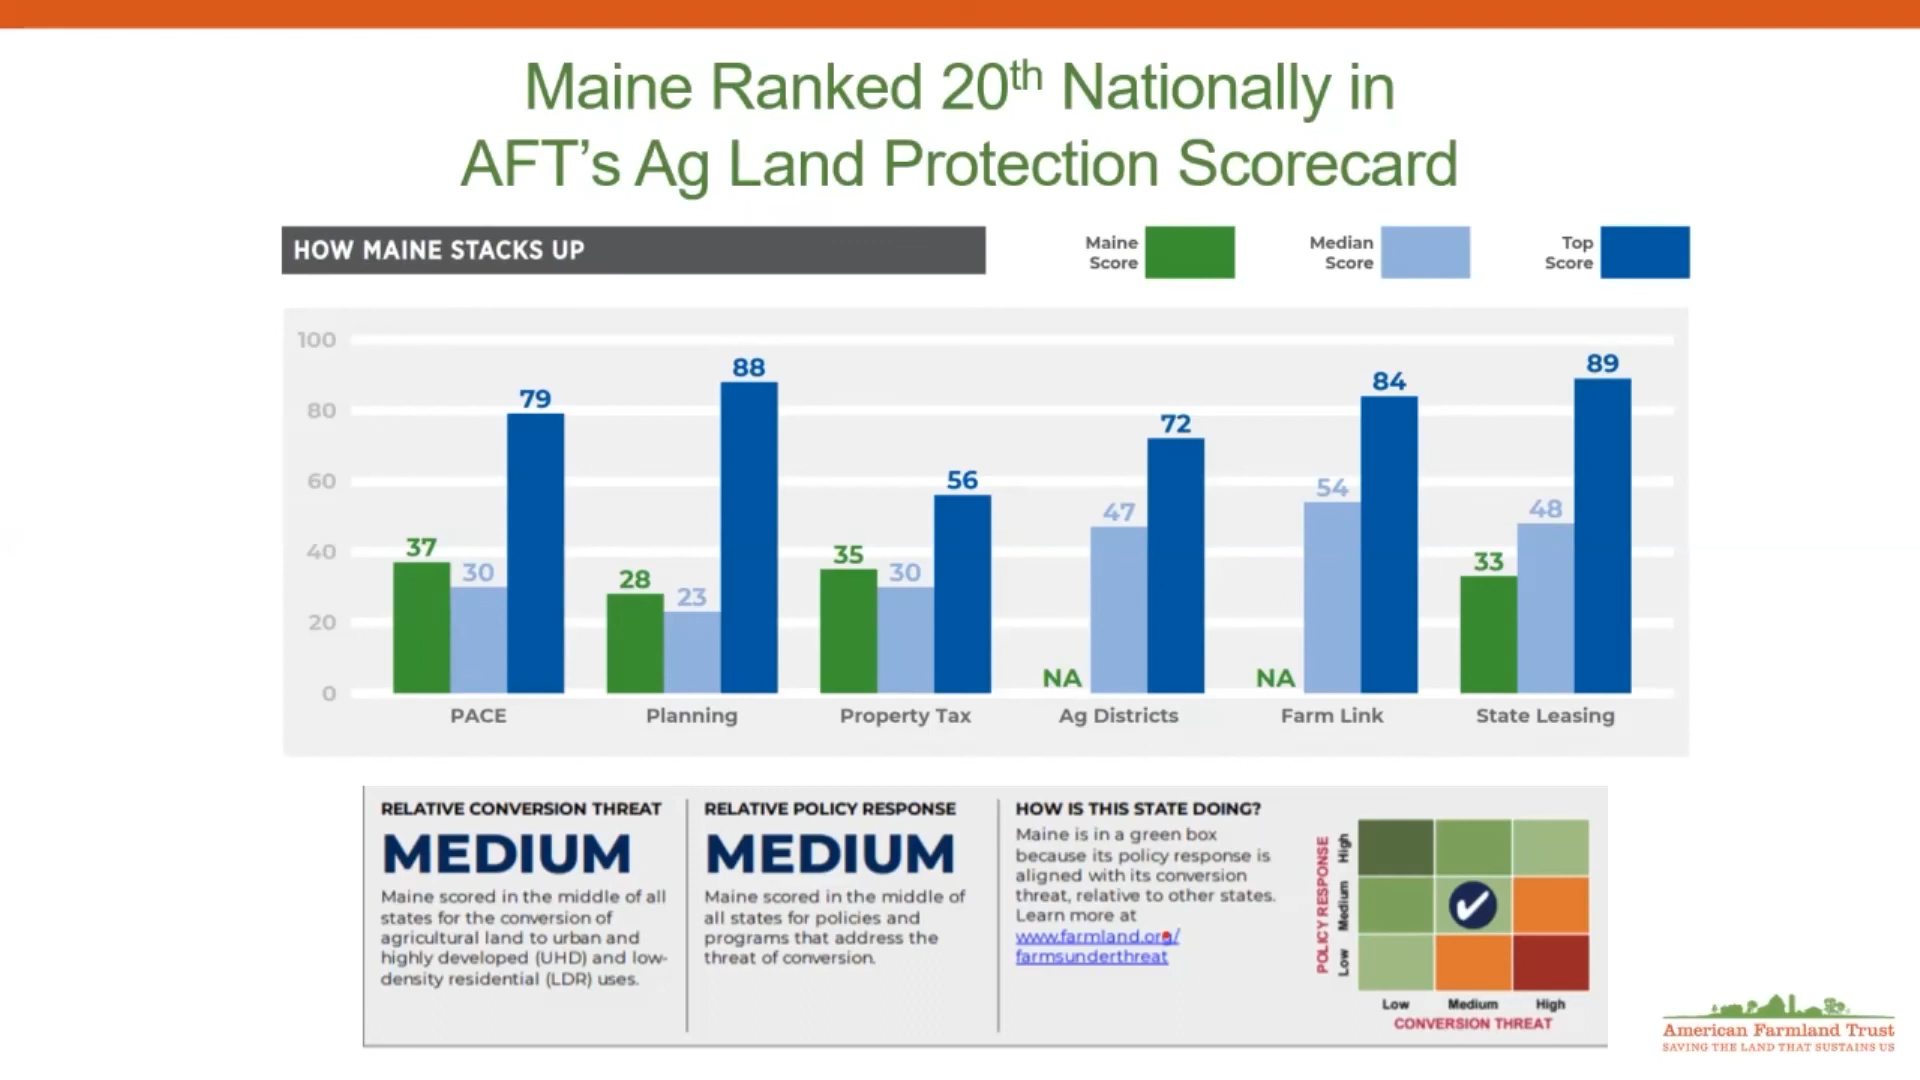 Maine Ranked 20th Nationally in
AFT’s Ag Land Protection Scorecard
HOW MAINE STACKS UP
Maine
Score
Median
Score
Top
Score
100
80
60
40
20
0
37
30
79
28
23
88
35
30
56
NA
47
72
NA
54
84
33
48
89
PACE
Planning
Property Tax
Ag Districts
Farm Link
State Leasing
RELATIVE CONVERSION THREAT
MEDIUM
Maine scored in the middle of all
states for the conversion of
agricultural land to urban and
highly developed (UHD) and low-
density residential (LDR) uses.
RELATIVE POLICY RESPONSE
MEDIUM
Maine scored in the middle of
all states for policies and
programs that address the
threat of conversion.
HOW IS THIS STATE DOING?
Maine is in a green box
because its policy response is
aligned with its conversion
threat, relative to other states.
Learn more at
www.farmland.org/
farmsunderthreat
POLICY RESPONSE
High
Medium
Low
Low
Medium
High
CONVERSION THREAT
American Farmland Trust
SAVING THE LAND THAT SUSTAINS US